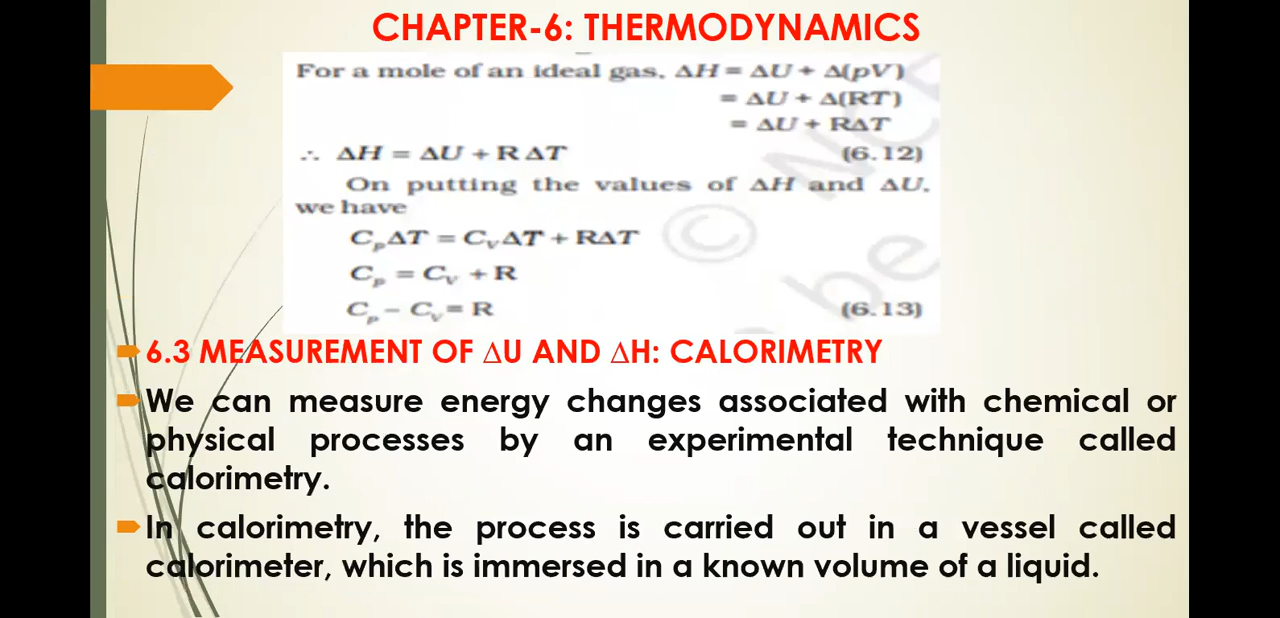 CHAPTER-6: THERMODYNAMICS
For a mole of an ideal gas, ΔH = ΔU + Δ(pV)
= ΔU + Δ(RT)
= ΔU + RΔT
∴ ΔH = ΔU + R ΔT (6.12)
On putting the values of ΔH and ΔU,
we have
CₚΔT = CᵥΔT + RΔT
Cₚ = Cᵥ + R
Cₚ – Cᵥ = R (6.13)
6.3 MEASUREMENT OF ∆U AND ∆H: CALORIMETRY
We can measure energy changes associated with chemical or
physical processes by an experimental technique called
calorimetry.
In calorimetry, the process is carried out in a vessel called
calorimeter, which is immersed in a known volume of a liquid.